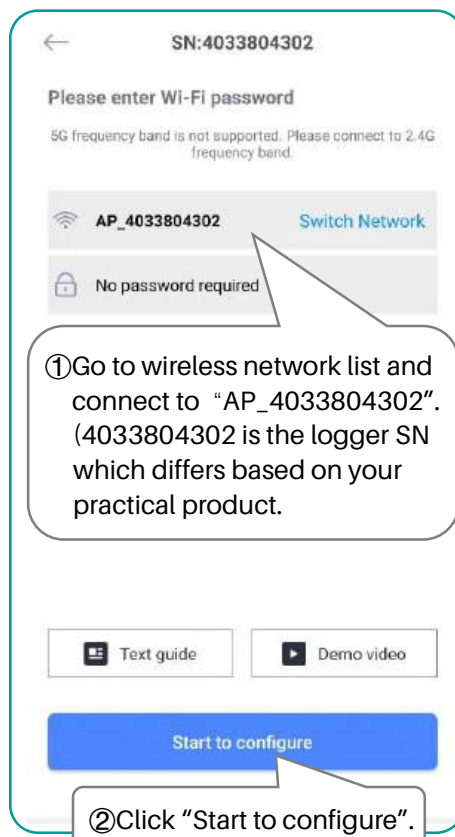 SN:4033804302
Please enter Wi-Fi password
5G frequency band is not supported. Please connect to 2.4G
frequency band.
AP_4033804302 Switch Network
No password required
①Go to wireless network list and
connect to “AP_4033804302”.
(4033804302 is the logger SN
which differs based on your
practical product.
Text guide Demo video
Start to configure
②Click “Start to configure”.